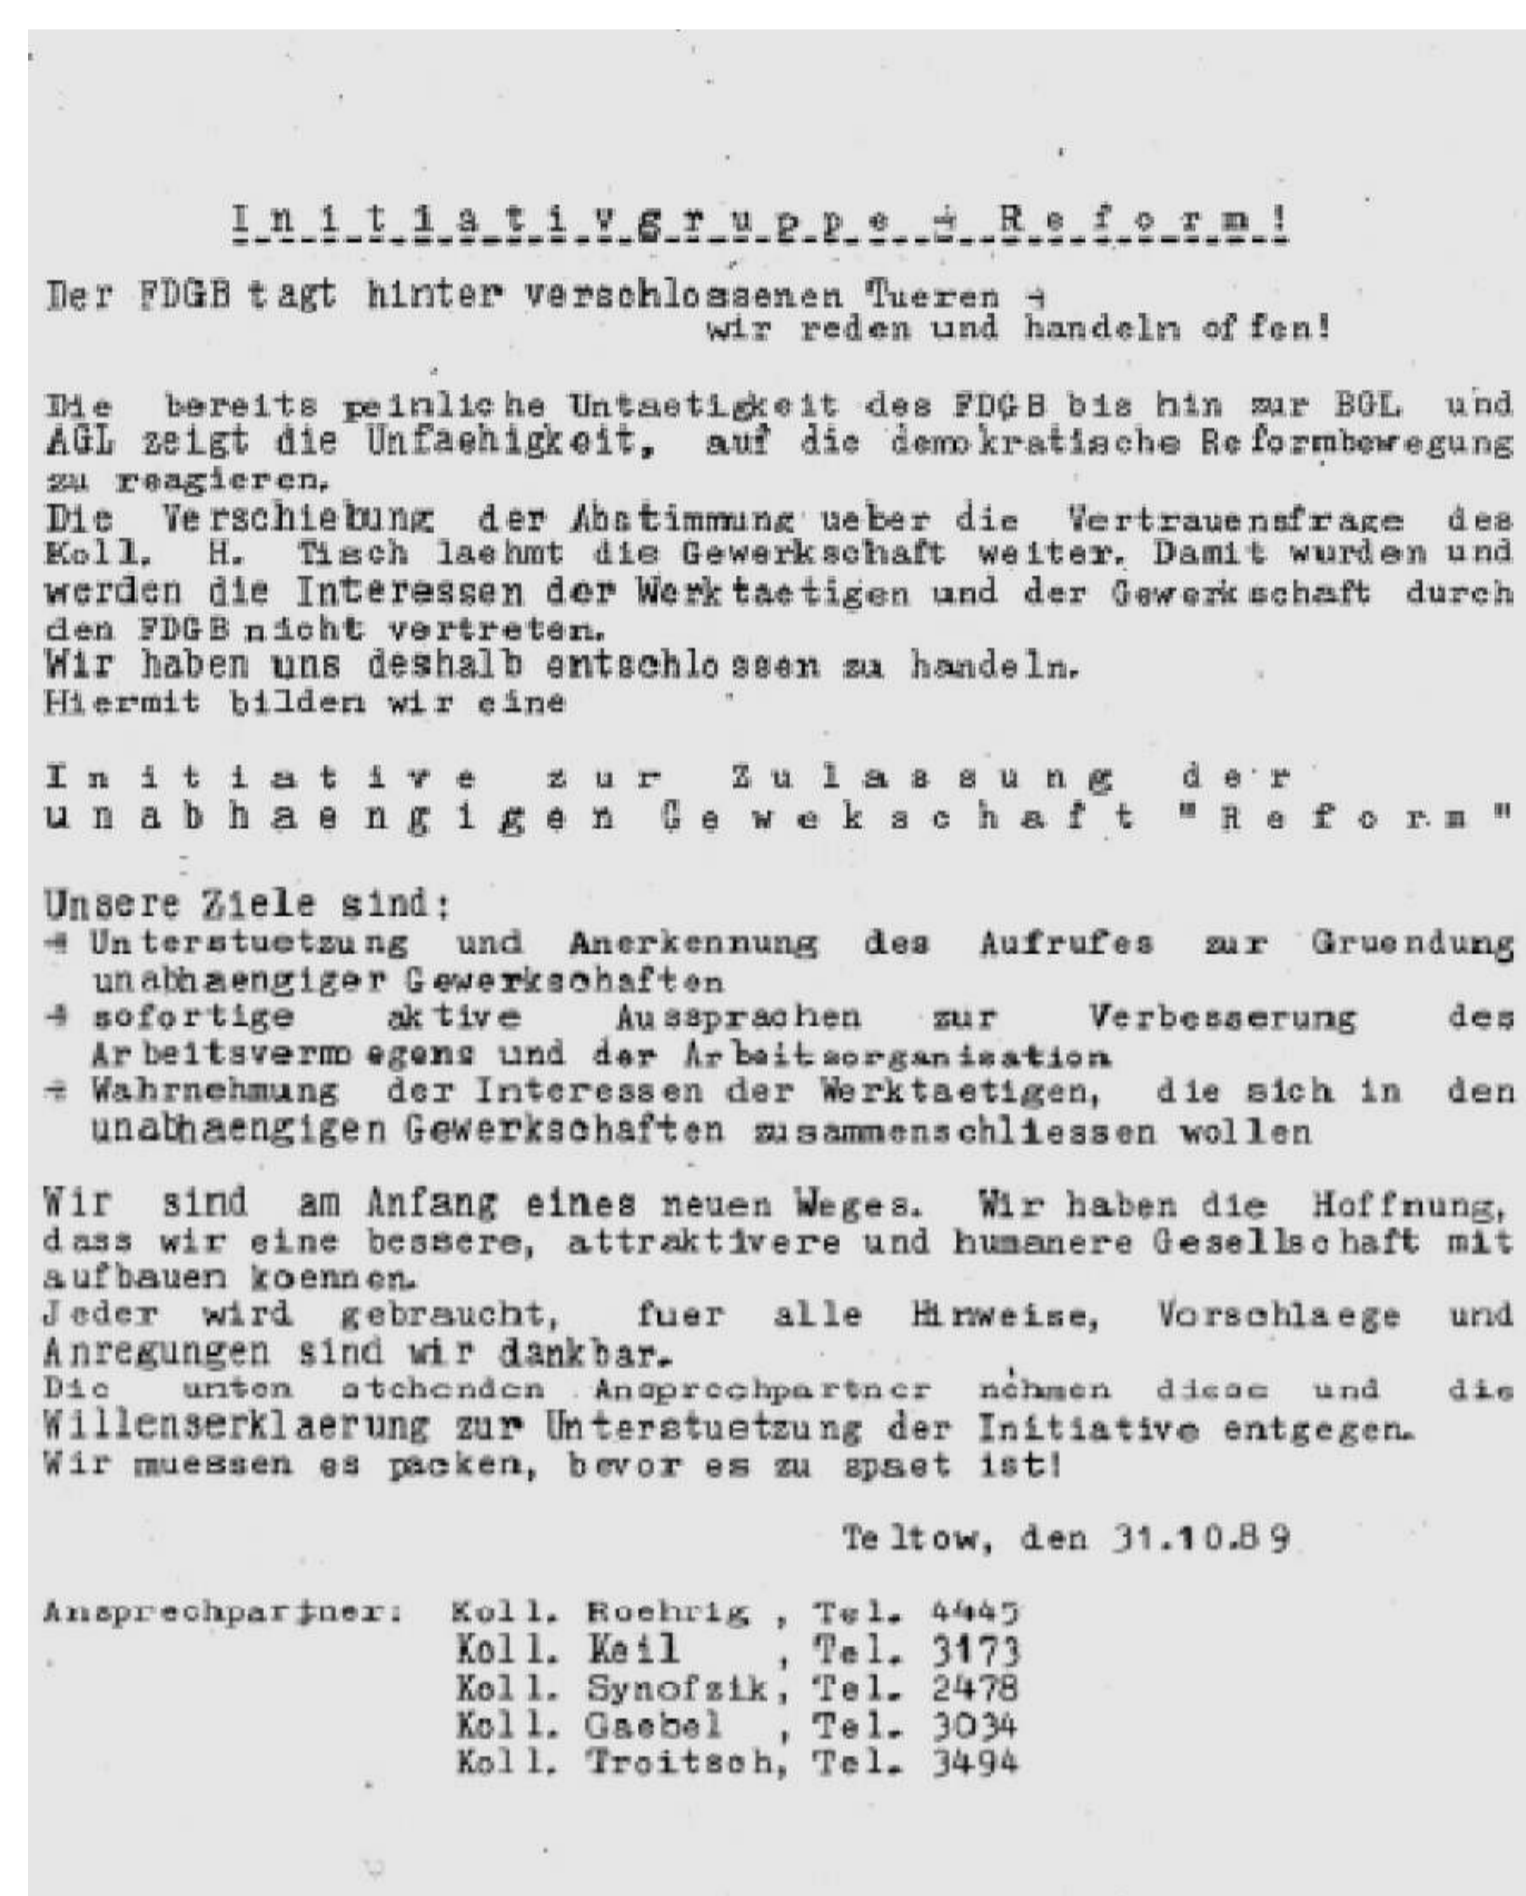 Initiativgruppe - Reform!
Der FDGB tagt hinter verschlossenen Tueren -
wir reden und handeln offen!
Die bereits peinliche Untaetigkeit des FDGB bis hin zur BGL und
AGL zeigt die Unfaehigkeit, auf die demokratische Reformbewegung
zu reagieren.
Die Verschiebung der Abstimmung ueber die Vertrauensfrage des
Koll. H. Tisch laehmt die Gewerkschaft weiter. Damit wurden und
werden die Interessen der Werktaetigen und der Gewerkschaft durch
den FDGB nicht vertreten.
Wir haben uns deshalb entschlossen zu handeln.
Hiermit bilden wir eine
Initiative zur Zulassung der
unabhaengigen Gewekschaft "Reform"
Unsere Ziele sind:
- Unterstuetzung und Anerkennung des Aufrufes zur Gruendung
unabhaengiger Gewerkschaften
- sofortige aktive Aussprachen zur Verbesserung des
Arbeitsvermoegens und der Arbeitsorganisation
- Wahrnehmung der Interessen der Werktaetigen, die sich in den
unabhaengigen Gewerkschaften zusammenschliessen wollen
Wir sind am Anfang eines neuen Weges. Wir haben die Hoffnung,
dass wir eine bessere, attraktivere und humanere Gesellschaft mit
aufbauen koennen.
Jeder wird gebraucht, fuer alle Hinweise, Vorschlaege und
Anregungen sind wir dankbar.
Die unten stehenden Ansprechpartner nehmen diese und die
Willenserklaerung zur Unterstuetzung der Initiative entgegen.
Wir muessen es packen, bevor es zu spaet ist!
Teltow, den 31.10.89
Ansprechpartner: Koll. Roehrig , Tel. 4445
Koll. Keil , Tel. 3173
Koll. Synofzik, Tel. 2478
Koll. Gaebel , Tel. 3034
Koll. Troitsch, Tel. 3494